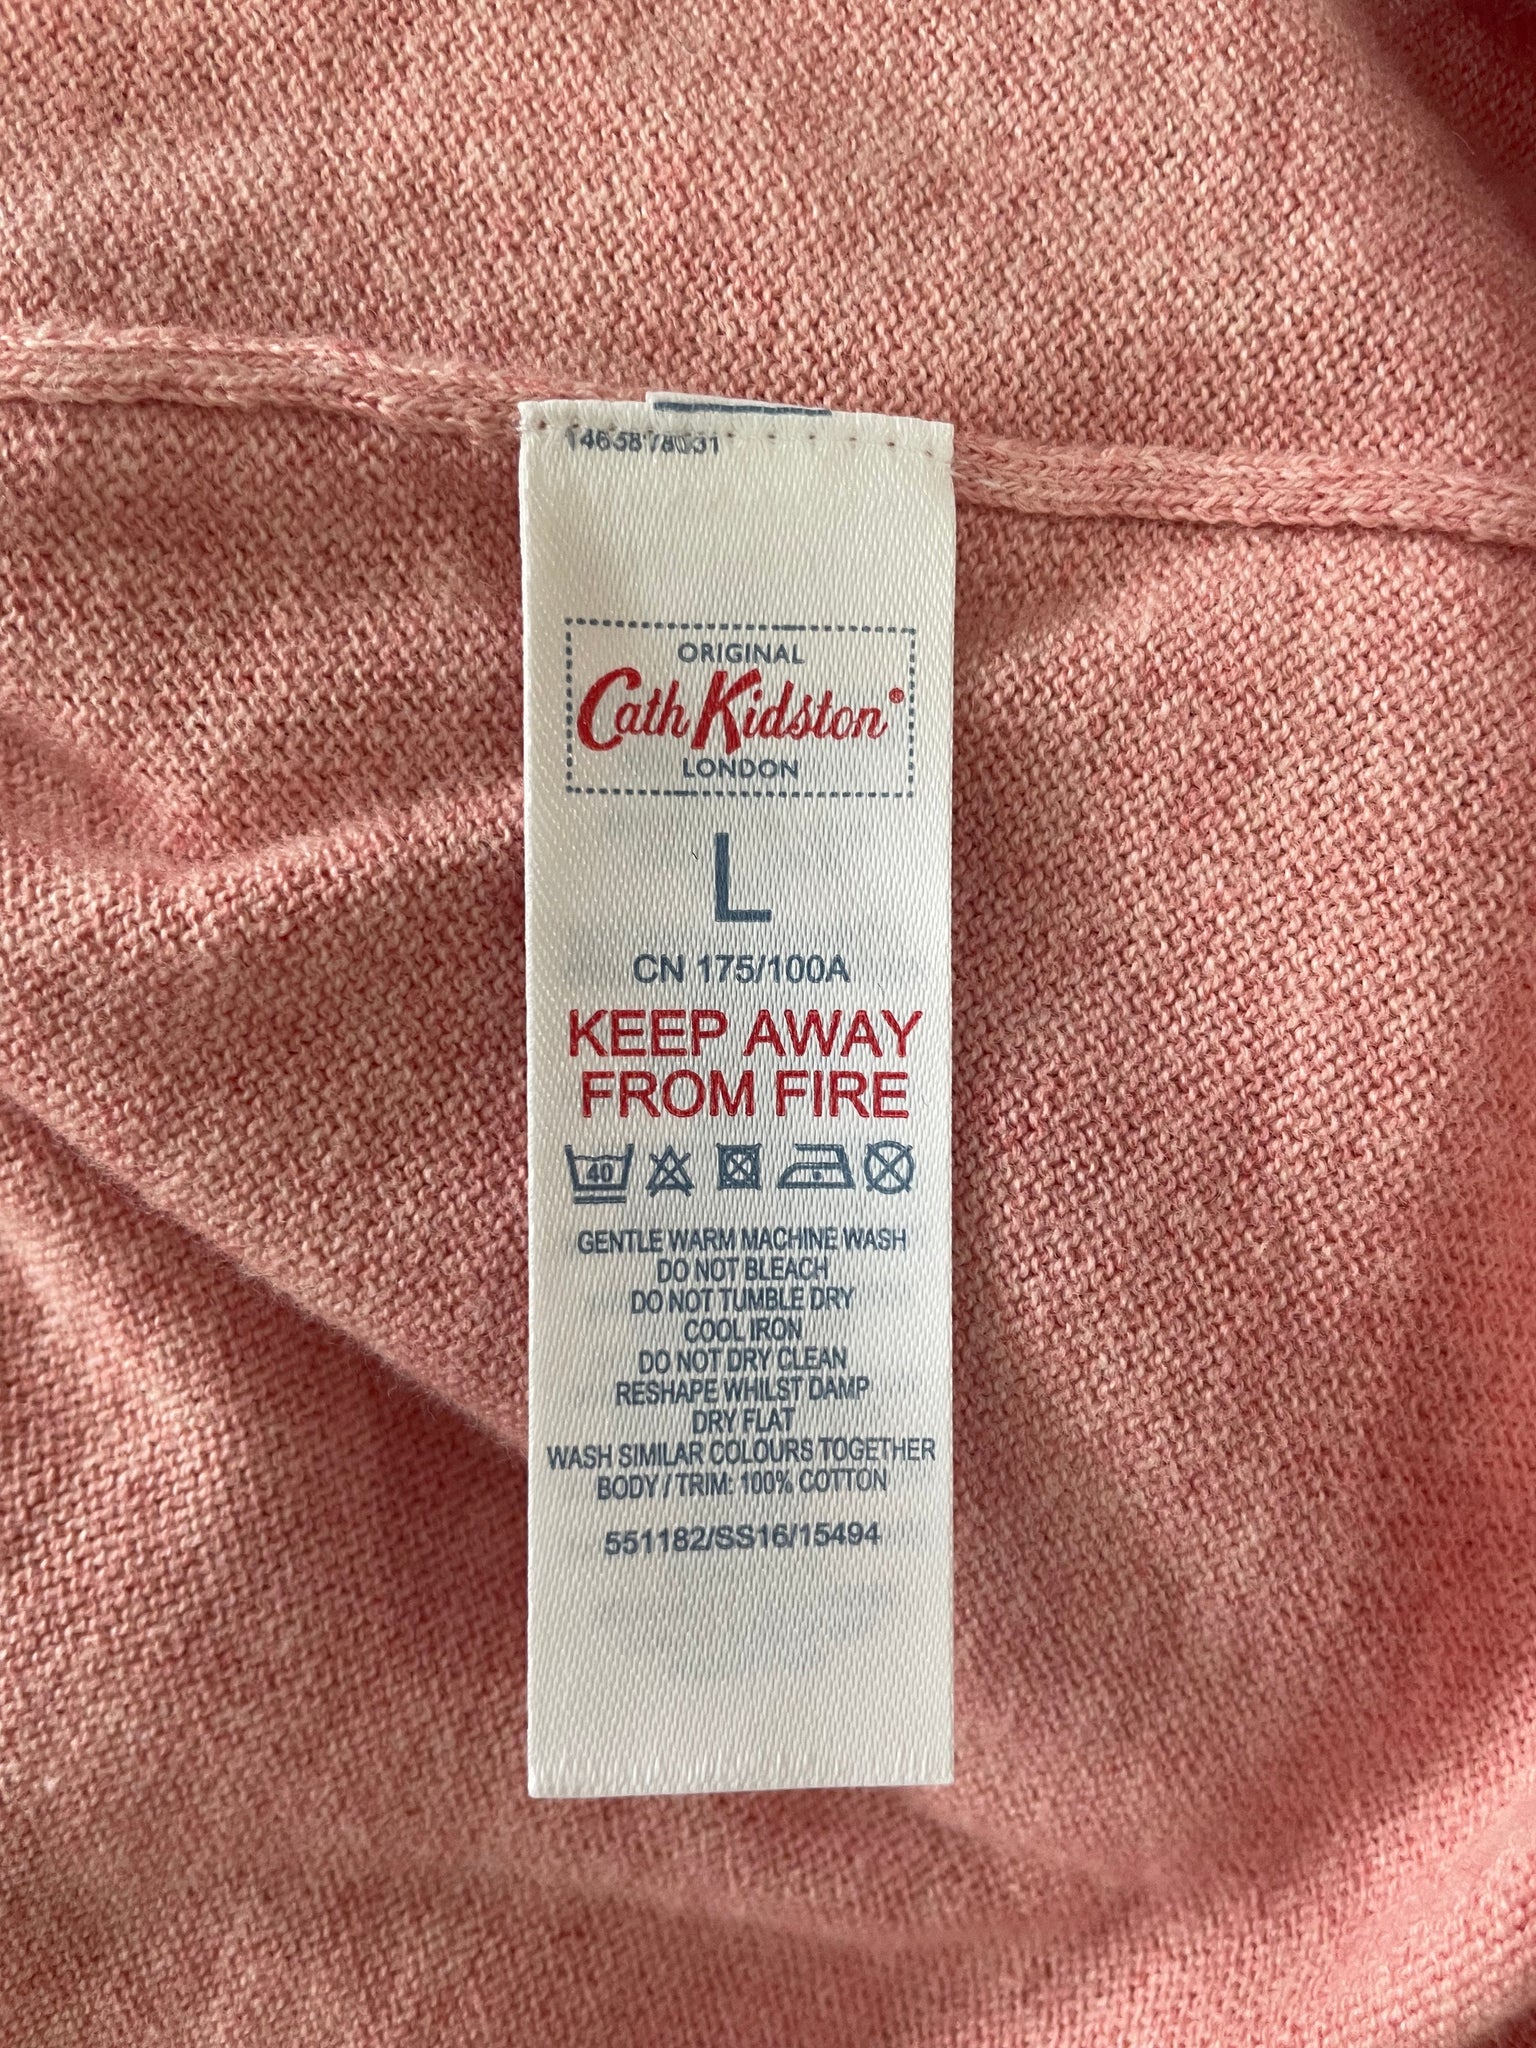 ORIGINAL
Cath Kidston®
LONDON
L
CN 175/100A
KEEP AWAY
FROM FIRE
40
GENTLE WARM MACHINE WASH
DO NOT BLEACH
DO NOT TUMBLE DRY
COOL IRON
DO NOT DRY CLEAN
RESHAPE WHILST DAMP
DRY FLAT
WASH SIMILAR COLOURS TOGETHER
BODY / TRIM: 100% COTTON
551182/SS16/15494